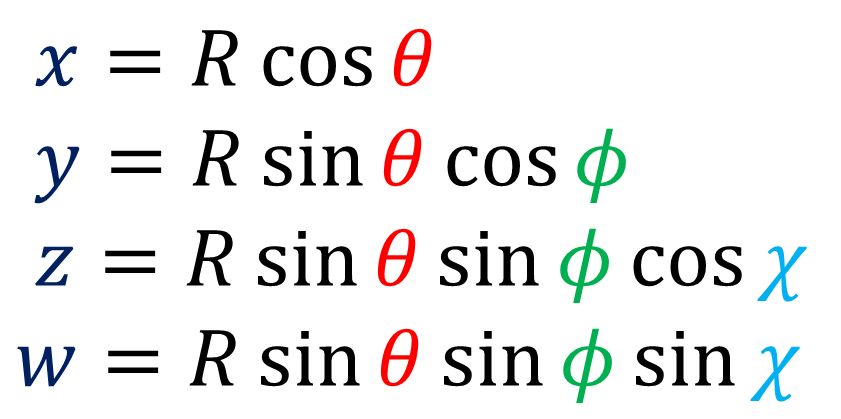 x = R cos θ
y = R sin θ cos ϕ
z = R sin θ sin ϕ cos χ
w = R sin θ sin ϕ sin χ